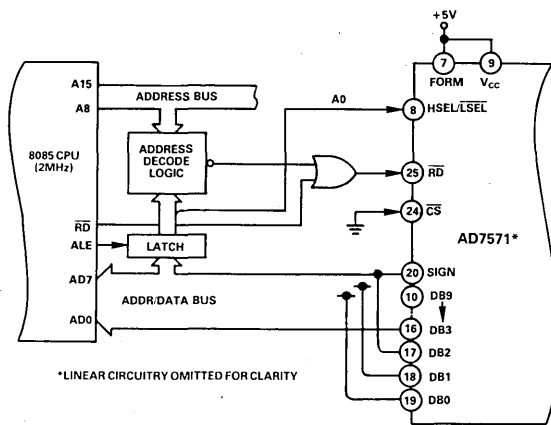 +5V
7
9
FORM
VCC
A15
ADDRESS BUS
A8
A0
8
HSEL/LSEL
8085 CPU
(2MHz)
ADDRESS
DECODE
LOGIC
25
RD
24
CS
RD
AD7571*
ALE
LATCH
20
SIGN
AD7
10
DB9
ADDR/DATA BUS
AD0
16
DB3
17
DB2
*LINEAR CIRCUITRY OMITTED FOR CLARITY
18
DB1
19
DB0